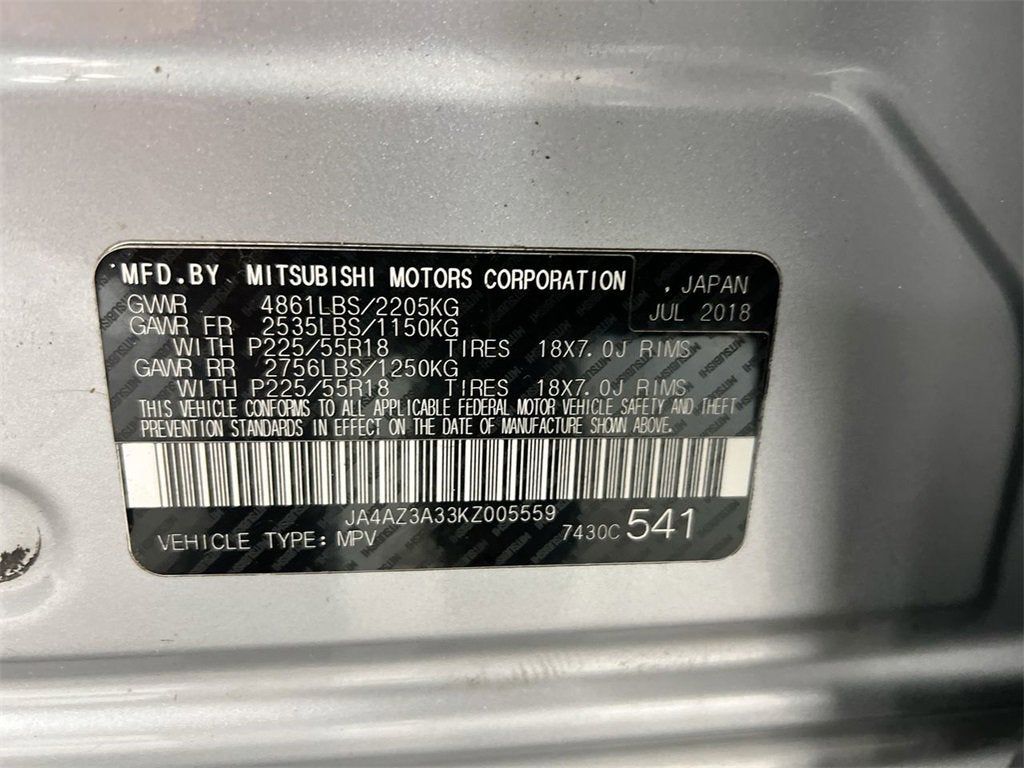 MFD.BY MITSUBISHI MOTORS CORPORATION , JAPAN
GVWR 4861LBS/2205KG JUL 2018
GAWR FR 2535LBS/1150KG
WITH P225/55R18 TIRES 18X7.0J RIMS
GAWR RR 2756LBS/1250KG
WITH P225/55R18 TIRES 18X7.0J RIMS
THIS VEHICLE CONFORMS TO ALL APPLICABLE FEDERAL MOTOR VEHICLE SAFETY AND THEFT
PREVENTION STANDARDS IN EFFECT ON THE DATE OF MANUFACTURE SHOWN ABOVE.
JA4AZ3A33KZ005559
VEHICLE TYPE: MPV 7430C 541